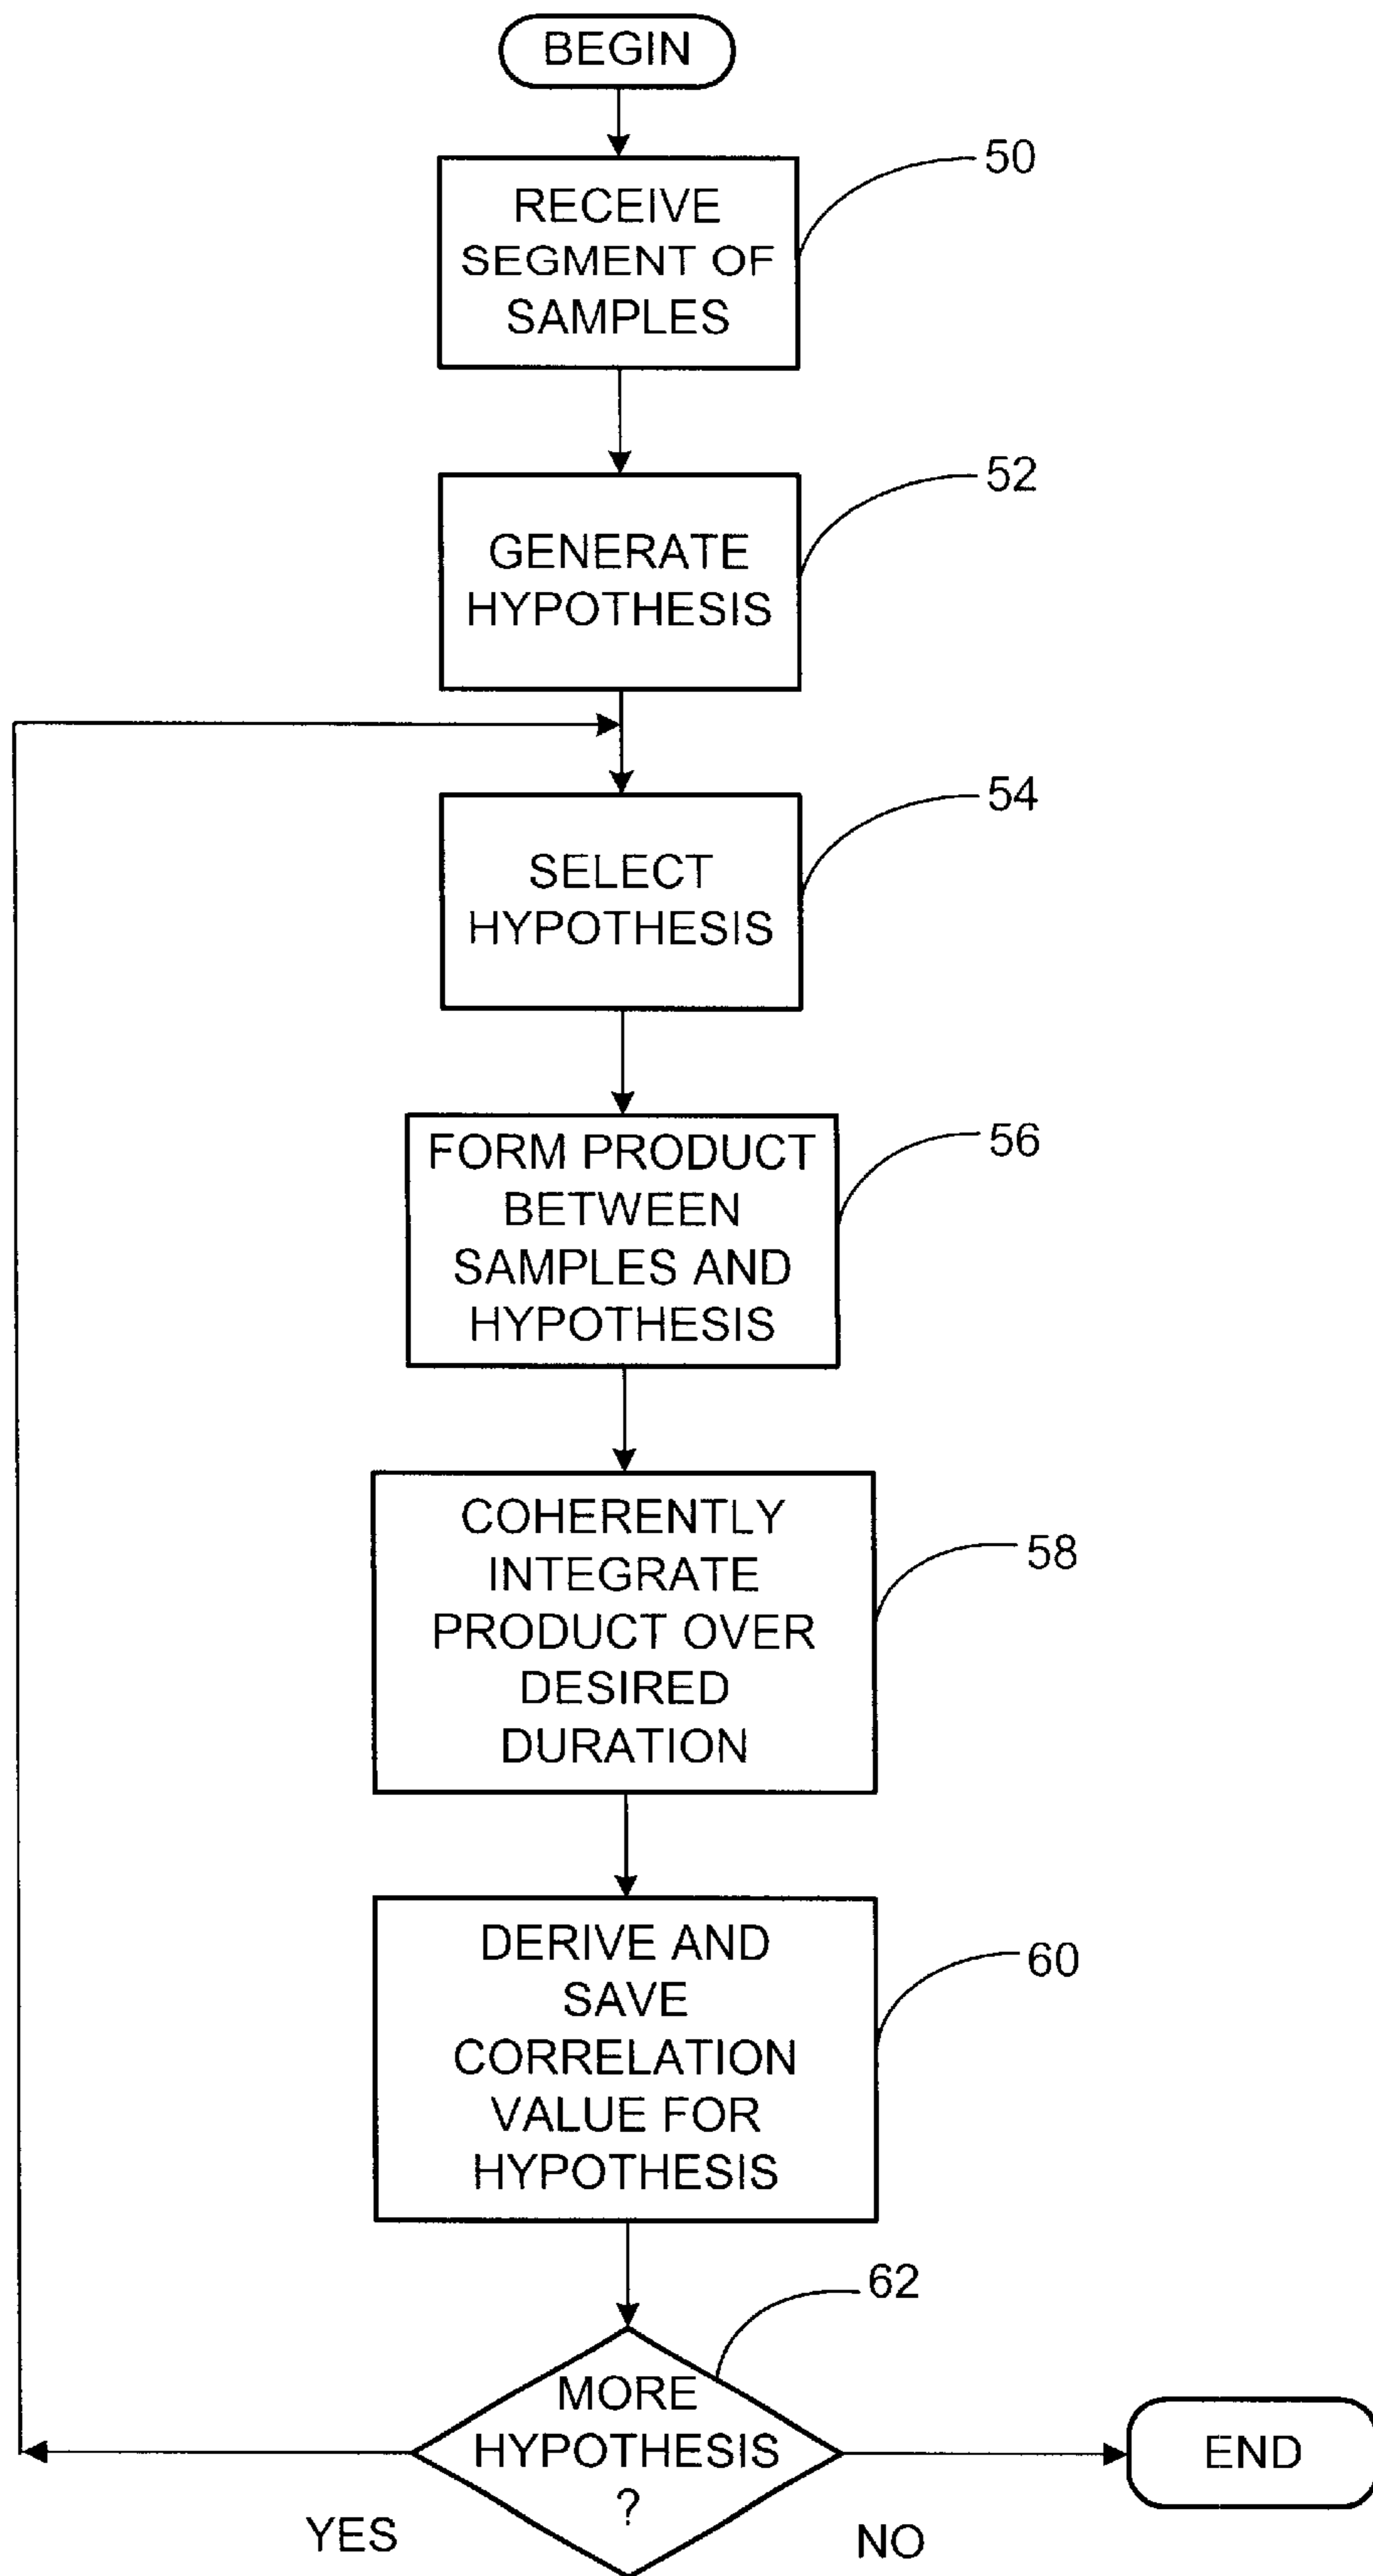 BEGIN
50
RECEIVE
SEGMENT OF
SAMPLES
52
GENERATE
HYPOTHESIS
54
SELECT
HYPOTHESIS
56
FORM PRODUCT
BETWEEN
SAMPLES AND
HYPOTHESIS
58
COHERENTLY
INTEGRATE
PRODUCT OVER
DESIRED
DURATION
60
DERIVE AND
SAVE
CORRELATION
VALUE FOR
HYPOTHESIS
62
MORE
HYPOTHESIS
?
END
YES
NO